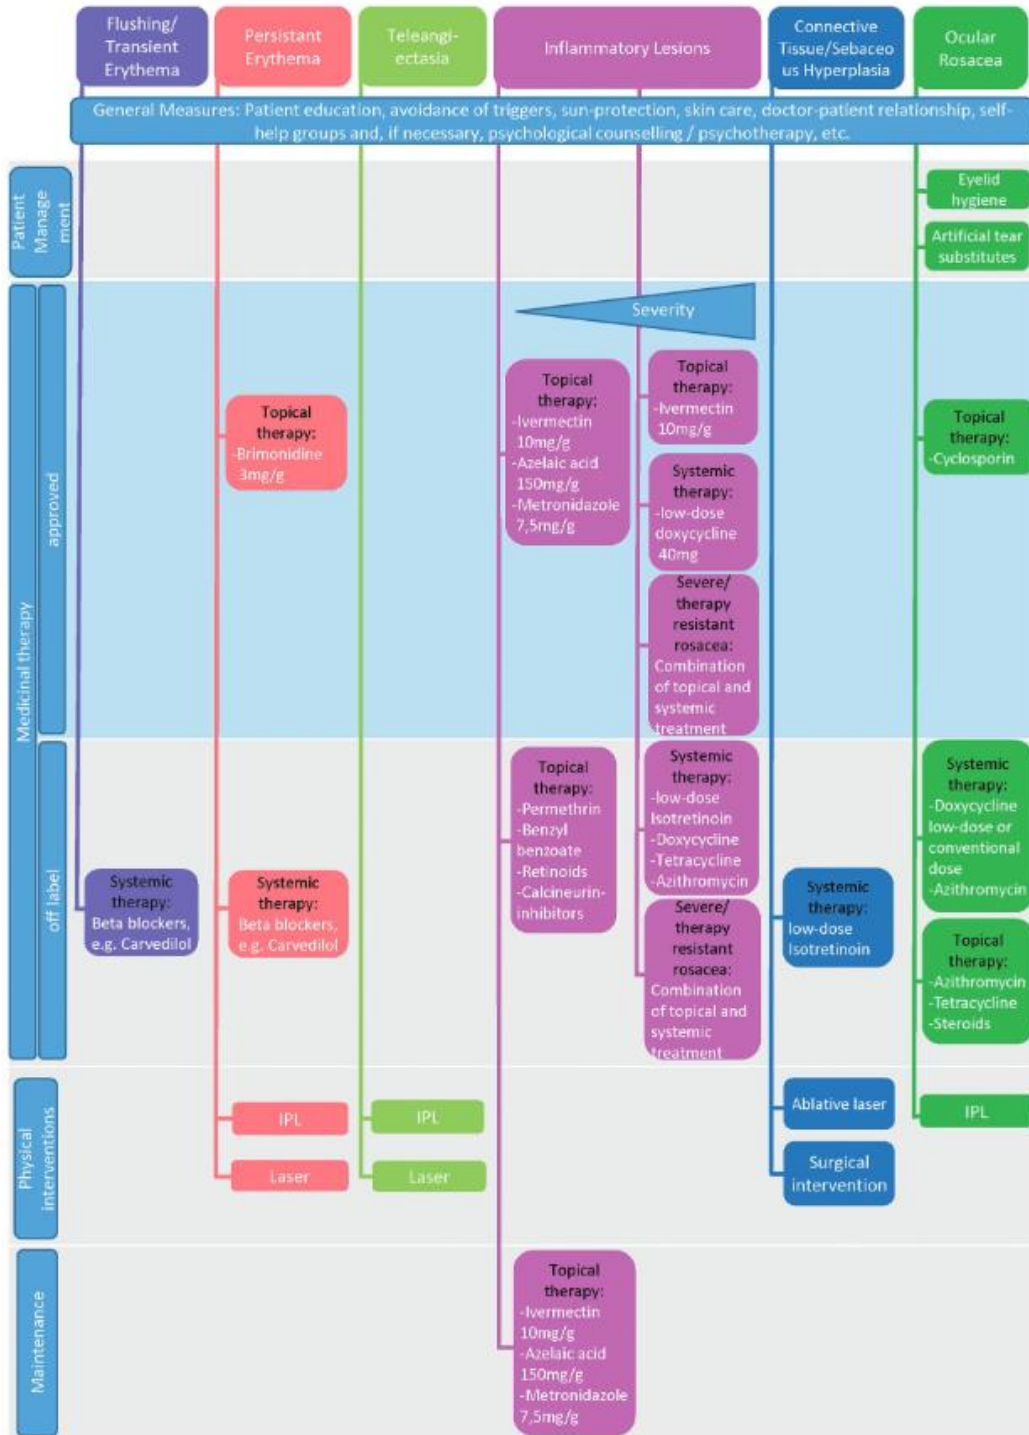 Flushing/
Transient
Erythema
Persistant
Erythema
Teleangi-
ectasia
Inflammatory Lesions
Connective
Tissue/Sebaceo
us Hyperplasia
Ocular
Rosacea
General Measures: Patient education, avoidance of triggers, sun-protection, skin care, doctor-patient relationship, self-
help groups and, if necessary, psychological counselling / psychotherapy, etc.
Patient
Manage
ment
Eyelid
hygiene
Artificial tear
substitutes
Medicinal therapy
approved
Severity
Topical
therapy:
-Brimonidine
3mg/g
Topical
therapy:
-Ivermectin
10mg/g
-Azelaic acid
150mg/g
-Metronidazole
7,5mg/g
Topical
therapy:
-Ivermectin
10mg/g
Systemic
therapy:
-low-dose
doxycycline
40mg
Severe/
therapy
resistant
rosacea:
Combination
of topical and
systemic
treatment
Topical
therapy:
-Cyclosporin
off label
Systemic
therapy:
Beta blockers,
e.g. Carvedilol
Systemic
therapy:
Beta blockers,
e.g. Carvedilol
Topical
therapy:
-Permethrin
-Benzyl
benzoate
-Retinoids
-Calcineurin-
inhibitors
Systemic
therapy:
-low-dose
Isotretinoin
-Doxycycline
-Tetracycline
-Azithromycin
Severe/
therapy
resistant
rosacea:
Combination
of topical and
systemic
treatment
Systemic
therapy:
low-dose
Isotretinoin
Systemic
therapy:
-Doxycycline
low-dose or
conventional
dose
-Azithromycin
Topical
therapy:
-Azithromycin
-Tetracycline
-Steroids
Physical
interventions
IPL
Laser
IPL
Laser
Ablative laser
Surgical
intervention
IPL
Maintenance
Topical
therapy:
-Ivermectin
10mg/g
-Azelaic acid
150mg/g
-Metronidazole
7,5mg/g